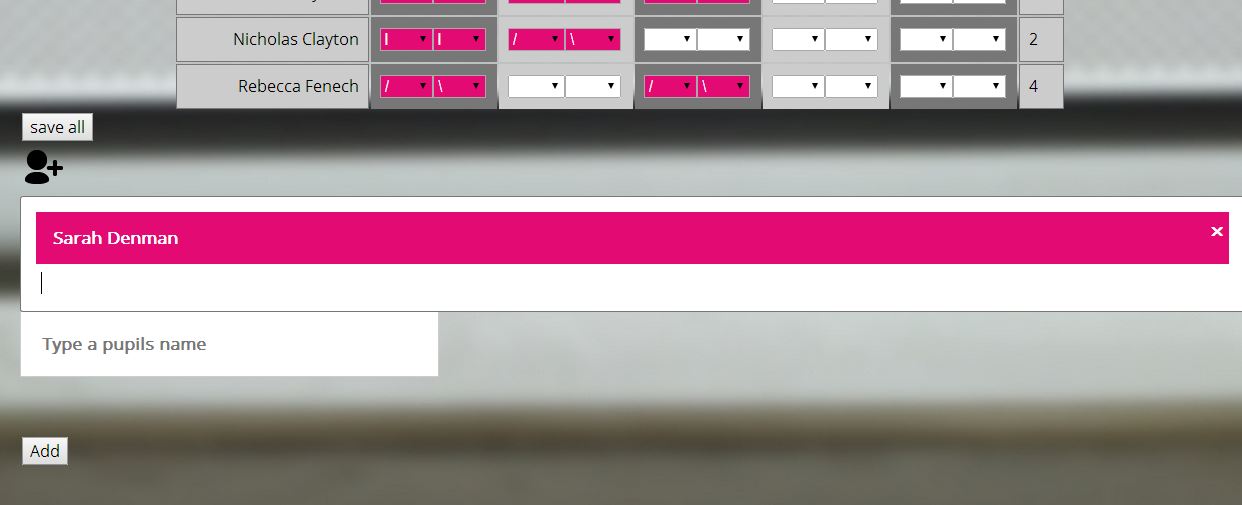 Nicholas Clayton I I / \ 2
Rebecca Fenech / \ / \ 4
save all
Sarah Denman ×
Type a pupils name
Add